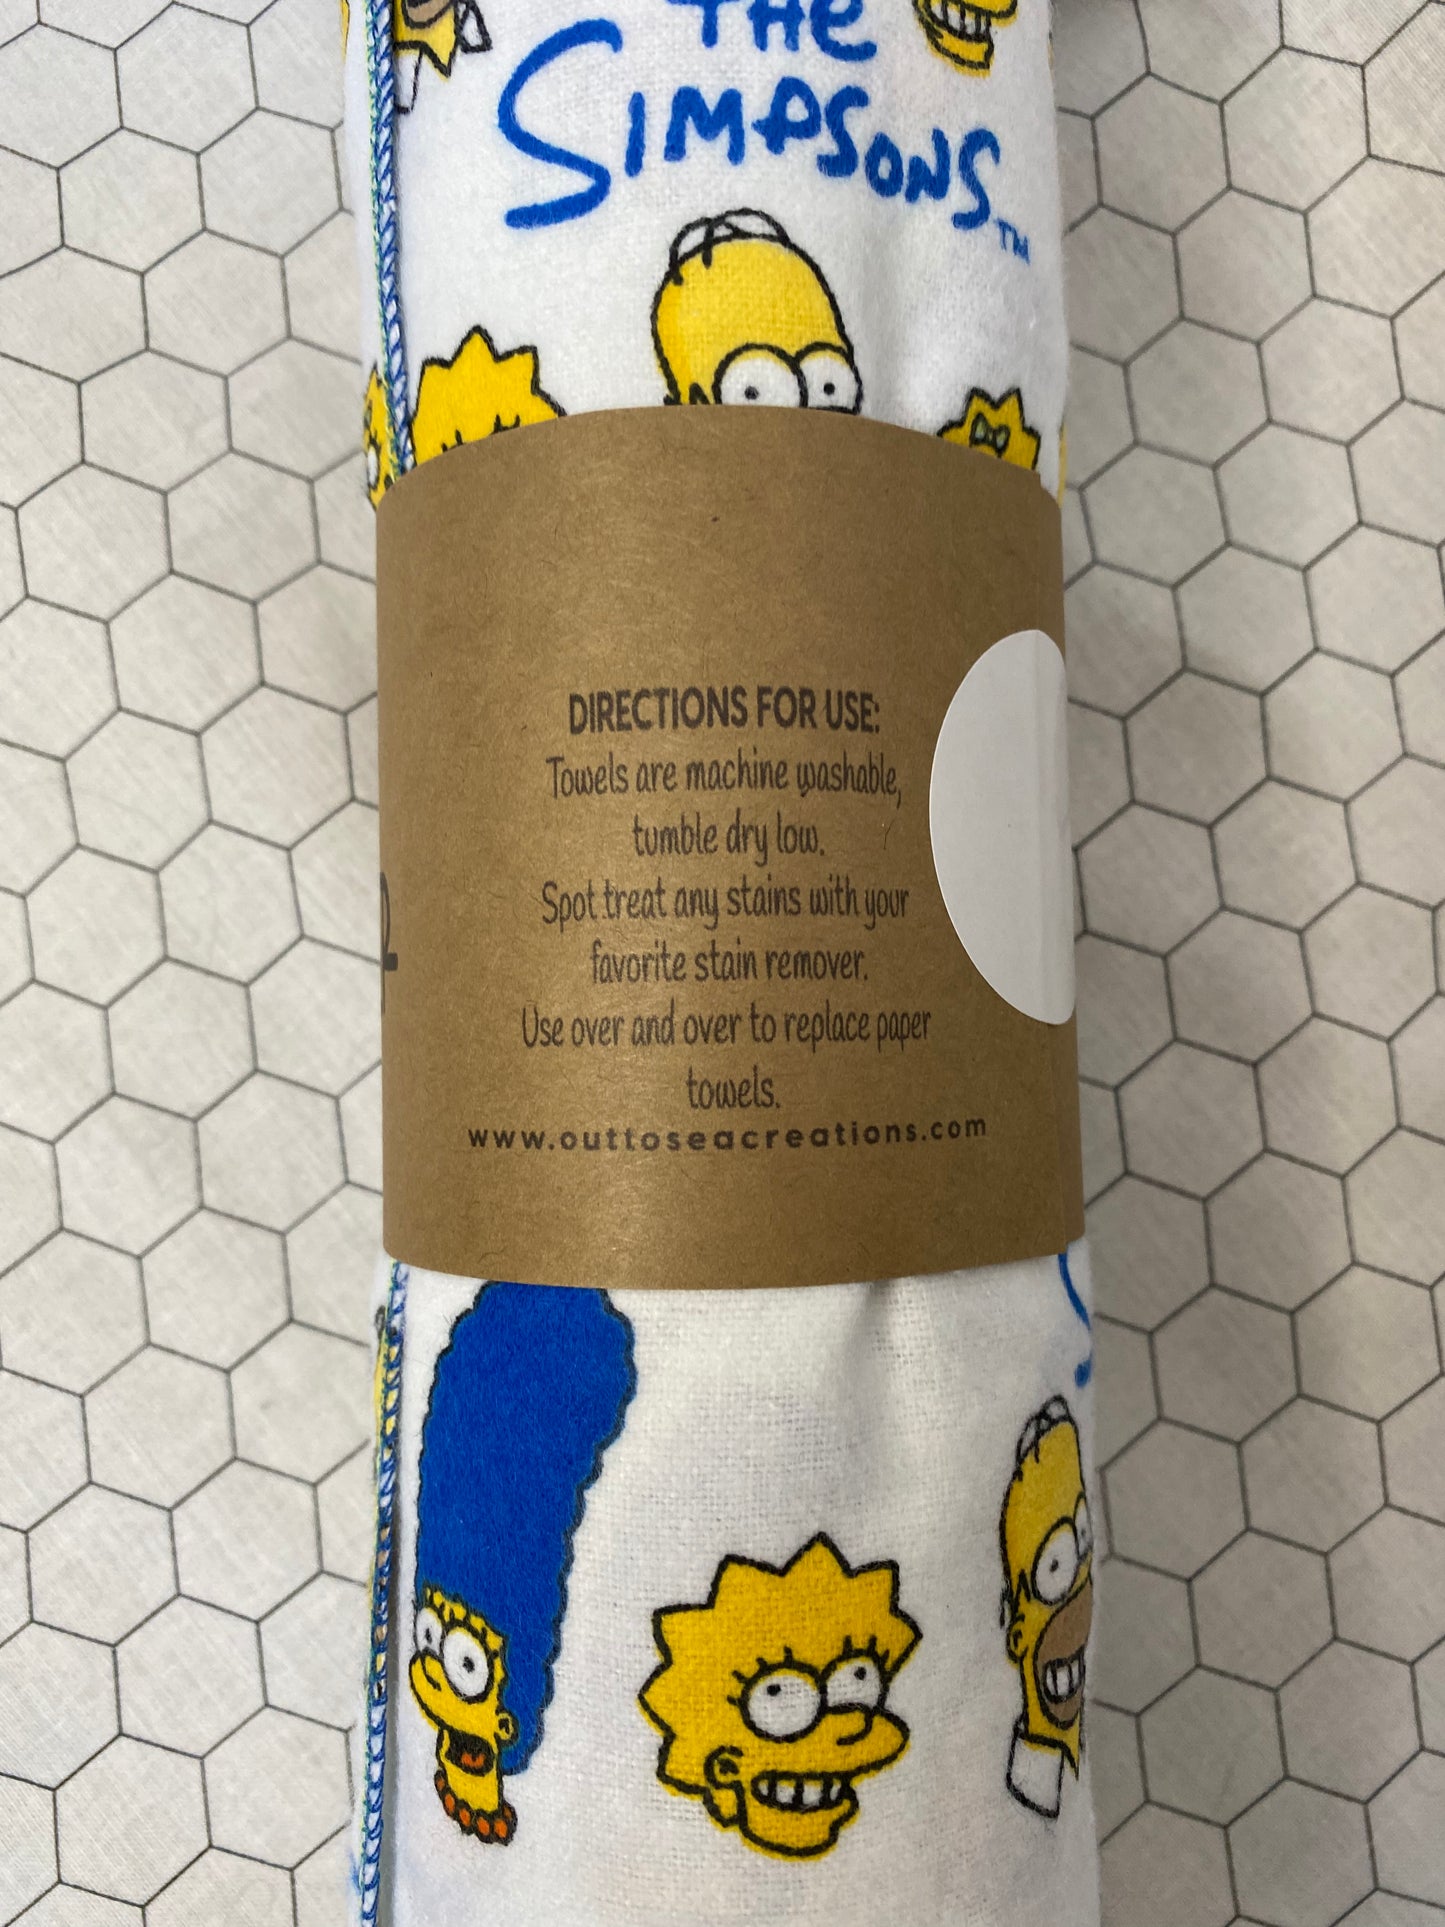 THE
SIMPSONS TM
DIRECTIONS FOR USE:
Towels are machine washable,
tumble dry low.
Spot treat any stains with your
favorite stain remover.
Use over and over to replace paper
towels.
www.outtoseacreations.com